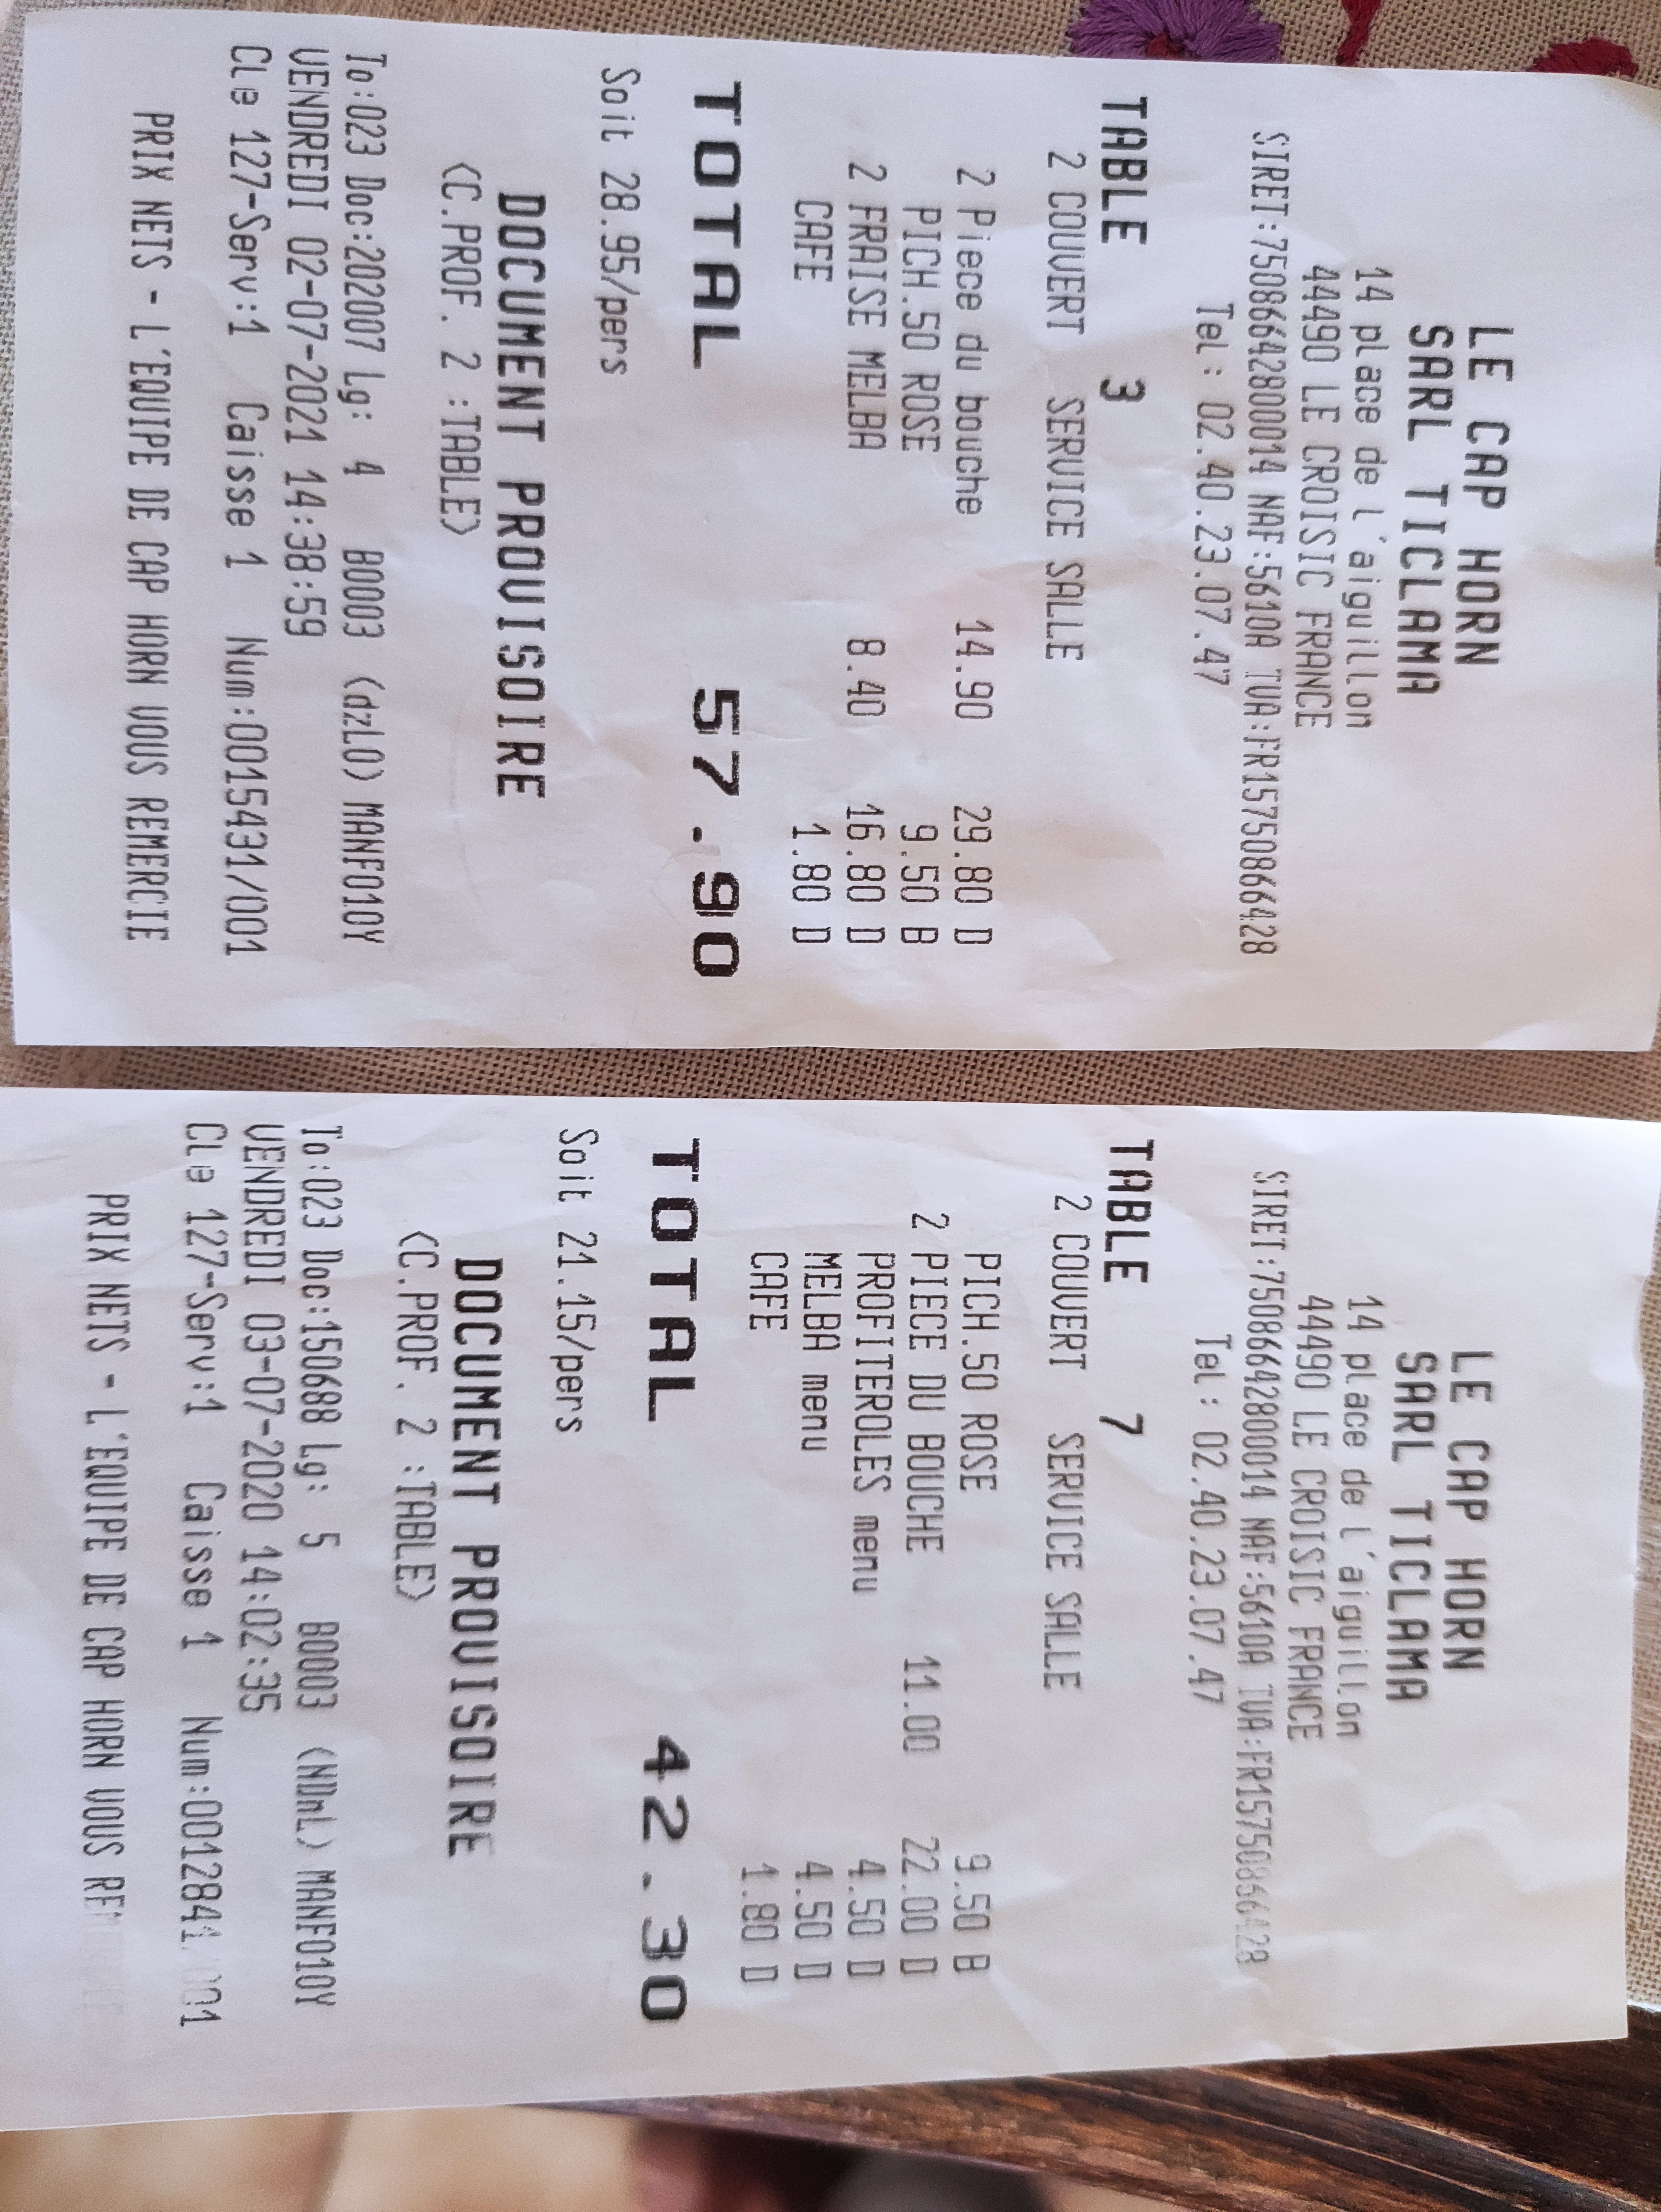 LE CAP HORN
SARL TICLAMA
14 place de l'aiguillon
44490 LE CROISIC FRANCE
SIRET:75086642800014 NAF:5610A TVA:FR15750866428
Tel : 02.40.23.07.47
TABLE 3
2 COUVERT SERVICE SALLE
2 Piece du bouche 14.90 29.80 D
PICH.50 ROSE 9.50 B
2 FRAISE MELBA 8.40 16.80 D
CAFE 1.80 D
TOTAL 57.90
Soit 28.95/pers
DOCUMENT PROVISOIRE
(C.PROF. 2 :TABLE)
To:023 Doc:202007 Lg: 4 B0003 (dzLO) MANFO10Y
VENDREDI 02-07-2021 14:38:59
Cle 127-Serv:1 Caisse 1 Num:0015431/001
PRIX NETS - L'EQUIPE DE CAP HORN VOUS REMERCIE
LE CAP HORN
SARL TICLAMA
14 place de l'aiguillon
44490 LE CROISIC FRANCE
SIRET:75086642800014 NAF:5610A TVA:FR15750866428
Tel : 02.40.23.07.47
TABLE 7
2 COUVERT SERVICE SALLE
PICH.50 ROSE 9.50 B
2 PIECE DU BOUCHE 11.00 22.00 D
PROFITEROLES menu 4.50 D
MELBA menu 4.50 D
CAFE 1.80 D
TOTAL 42.30
Soit 21.15/pers
DOCUMENT PROVISOIRE
(C.PROF. 2 :TABLE)
To:023 Doc:150688 Lg: 5 B0003 (NDnL) MANFO10Y
VENDREDI 03-07-2020 14:02:35
Cle 127-Serv:1 Caisse 1 Num:0012841/001
PRIX NETS - L'EQUIPE DE CAP HORN VOUS